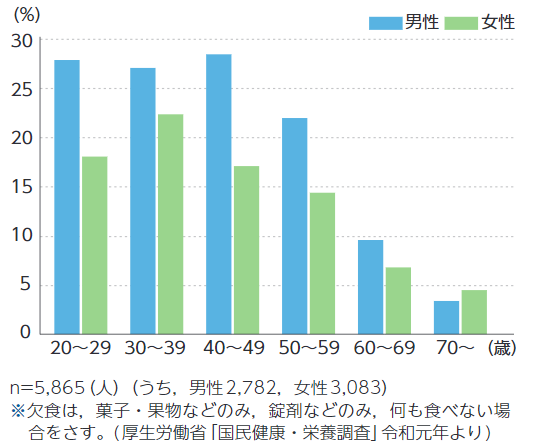 (%)
男性 女性
30
25
20
15
10
5
0
20〜29 30〜39 40〜49 50〜59 60〜69 70〜 (歳)
n=5,865(人)(うち,男性2,782,女性3,083)
※欠食は,菓子・果物などのみ,錠剤などのみ,何も食べない場
合をさす。(厚生労働省「国民健康・栄養調査」令和元年より)